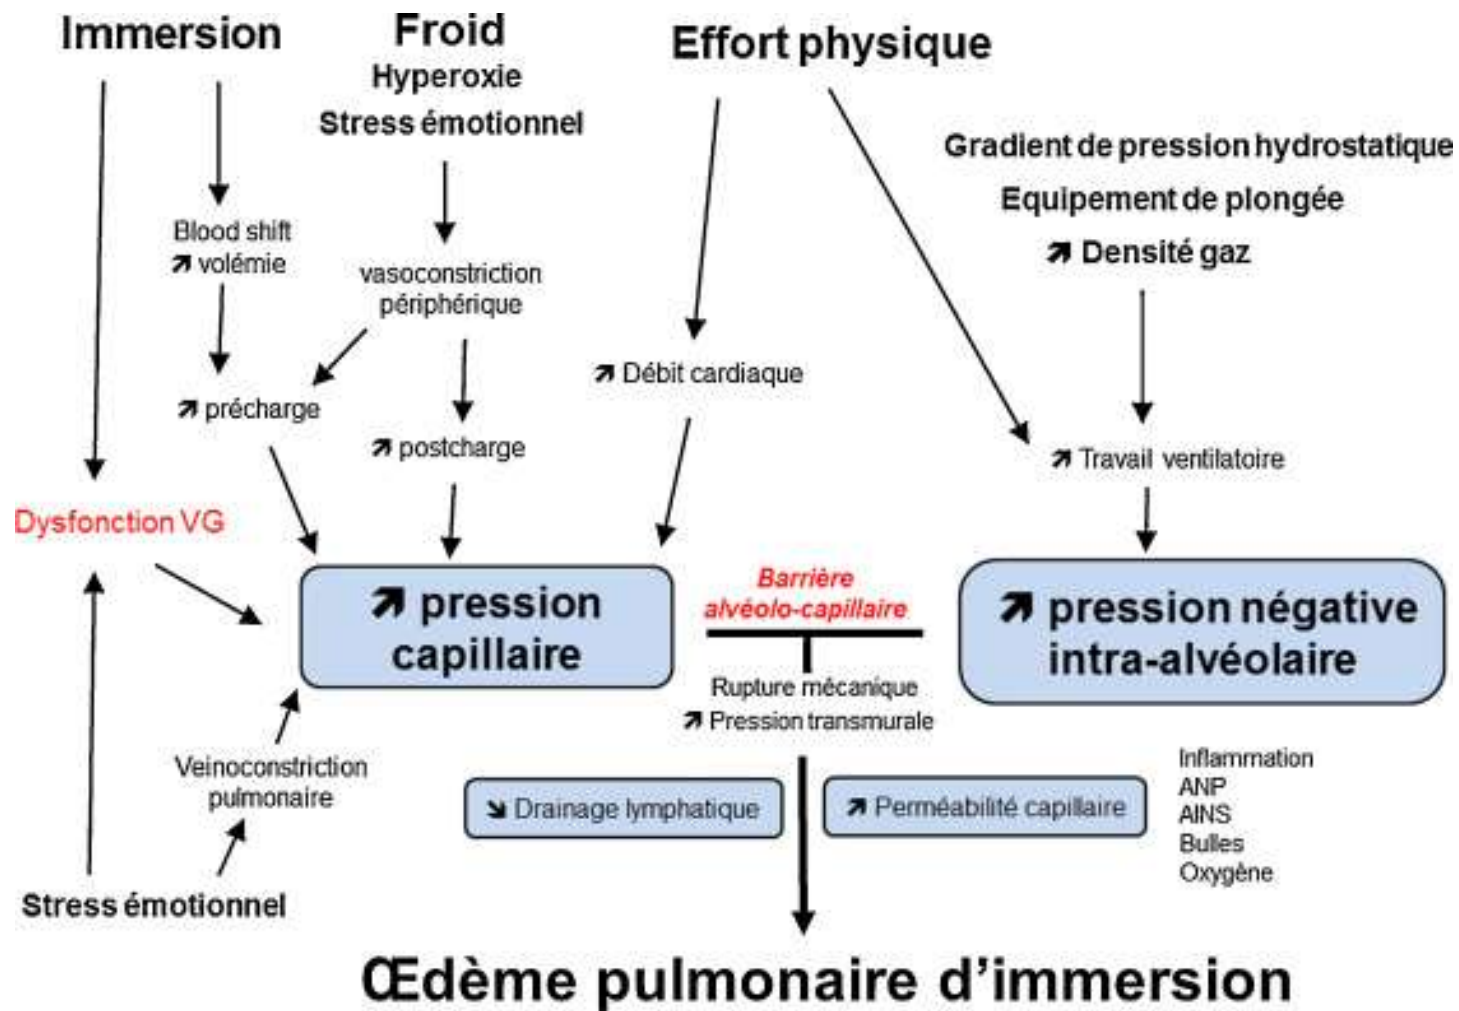 Immersion
Froid
Hyperoxie
Stress émotionnel
Effort physique
Gradient de pression hydrostatique
Equipement de plongée
↗ Densité gaz
Blood shift
↗ volémie
vasoconstriction
périphérique
↗ précharge
↗ postcharge
↗ Débit cardiaque
↗ Travail ventilatoire
Dysfonction VG
↗ pression
capillaire
Barrière
alvéolo-capillaire
↗ pression négative
intra-alvéolaire
Rupture mécanique
↗ Pression transmurale
Veinoconstriction
pulmonaire
↘ Drainage lymphatique
↗ Perméabilité capillaire
Inflammation
ANP
AINS
Bulles
Oxygène
Stress émotionnel
Œdème pulmonaire d’immersion